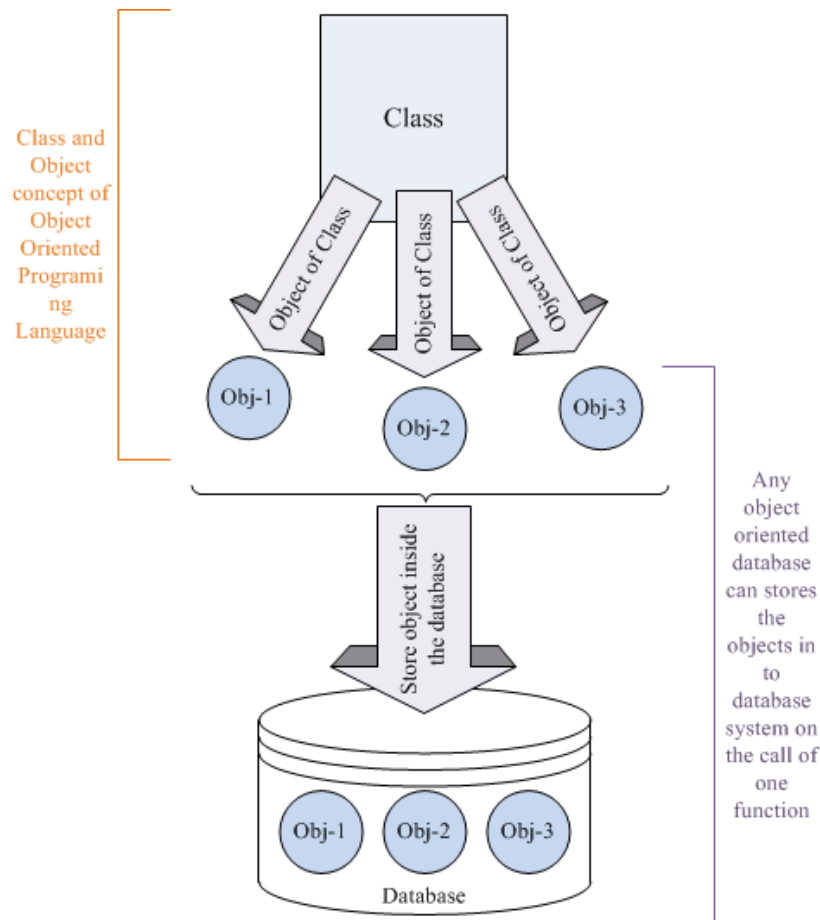 Class
Class and
Object
concept of
Object
Oriented
Programi
ng
Language
Object of Class
Object of Class
Object of Class
Obj-1
Obj-2
Obj-3
Store object inside
the database
Any
object
oriented
database
can stores
the
objects in
to
database
system on
the call of
one
function
Obj-1
Obj-2
Obj-3
Database